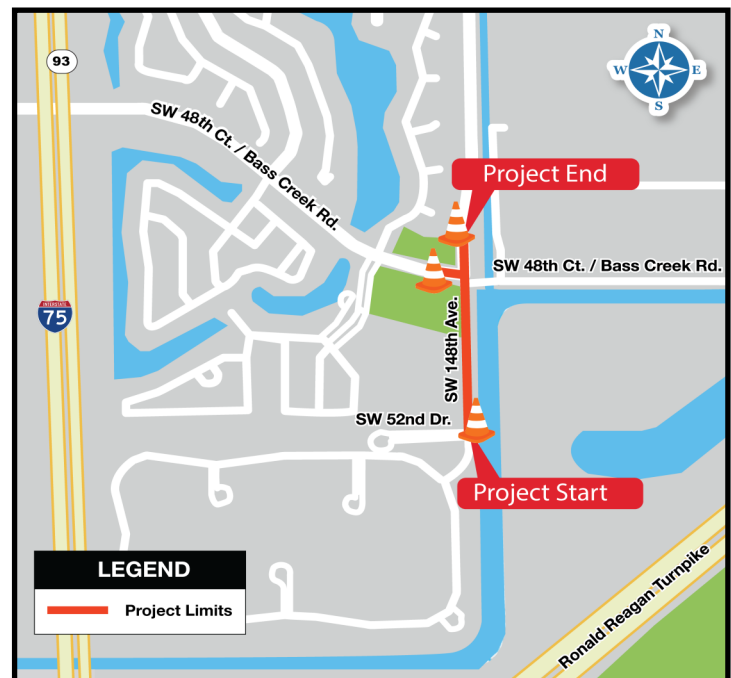 93
N
W E
S
SW 48th Ct. / Bass Creek Rd.
Project End
SW 48th Ct. / Bass Creek Rd.
INTERSTATE
75
SW 148th Ave.
SW 52nd Dr.
Project Start
LEGEND
Project Limits
Ronald Reagan Turnpike